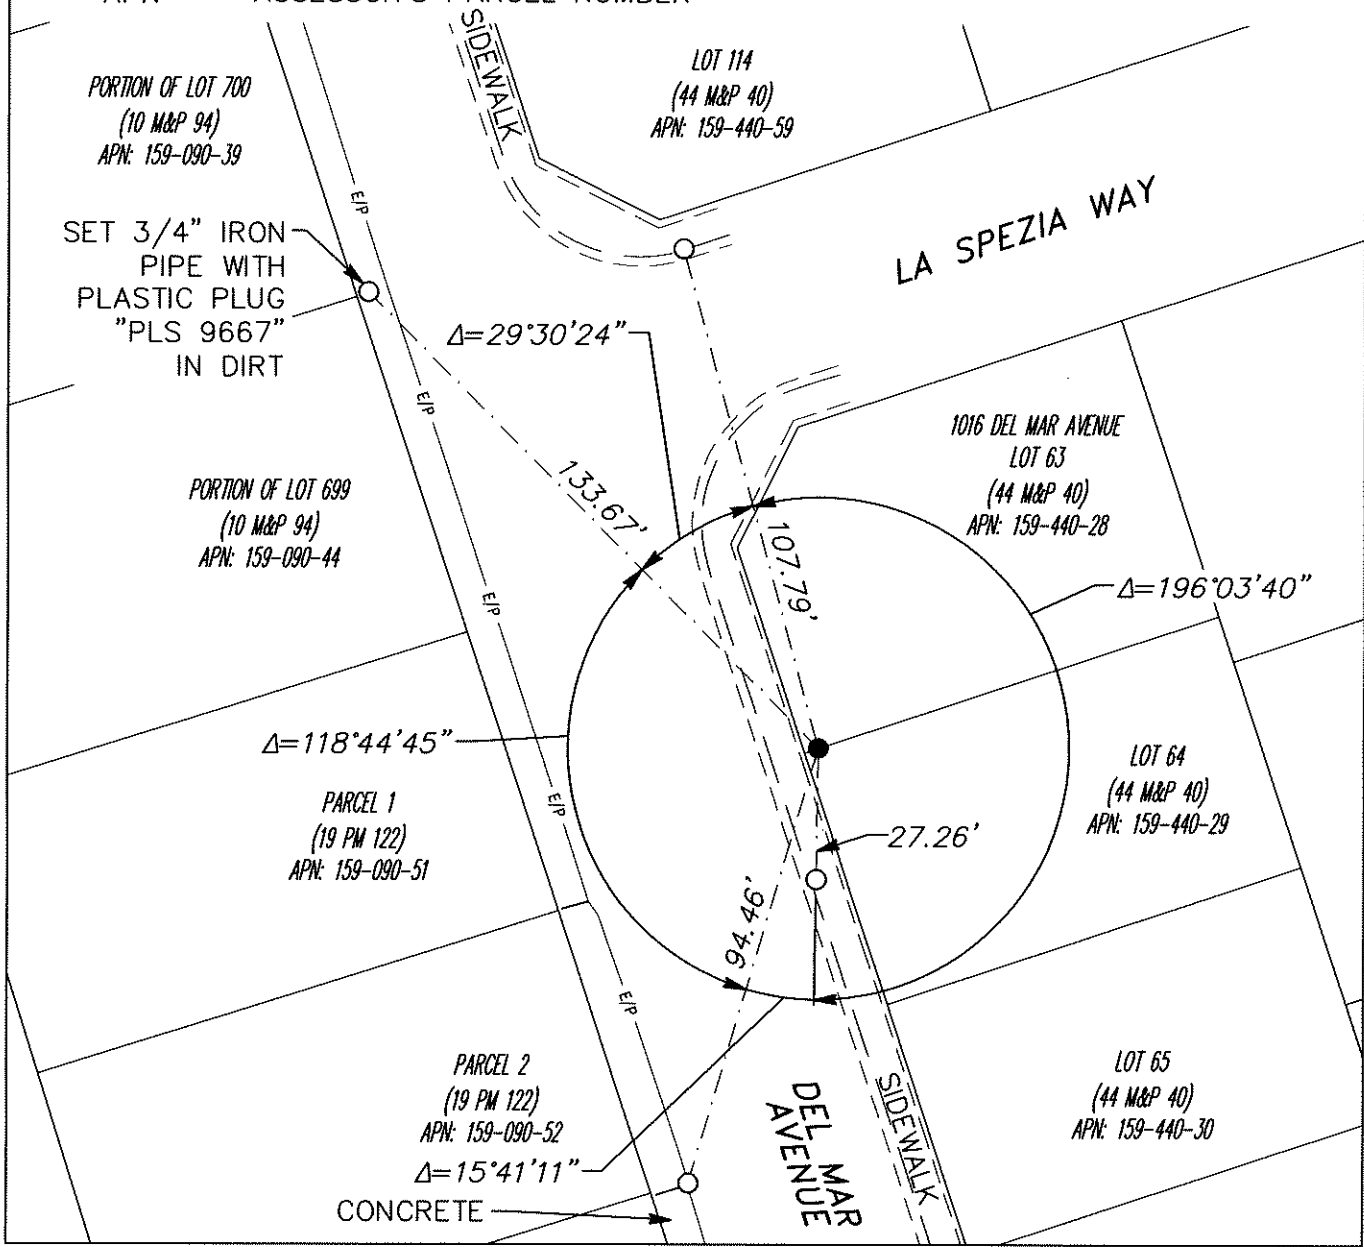 APN ASSESSOR'S PARCEL NUMBER
SIDEWALK
PORTION OF LOT 700
(10 M&P 94)
APN: 159-090-39
LOT 114
(44 M&P 40)
APN: 159-440-59
LA SPEZIA WAY
SET 3/4" IRON
PIPE WITH
PLASTIC PLUG
"PLS 9667"
IN DIRT
E/P
Δ=29°30'24"
E/P
1016 DEL MAR AVENUE
LOT 63
(44 M&P 40)
APN: 159-440-28
PORTION OF LOT 699
(10 M&P 94)
APN: 159-090-44
133.67'
107.79'
Δ=196°03'40"
E/P
Δ=118°44'45"
PARCEL 1
(19 PM 122)
APN: 159-090-51
E/P
LOT 64
(44 M&P 40)
APN: 159-440-29
27.26'
94.46'
E/P
PARCEL 2
(19 PM 122)
APN: 159-090-52
Δ=15°41'11"
CONCRETE
DEL MAR
AVENUE
SIDEWALK
LOT 65
(44 M&P 40)
APN: 159-440-30